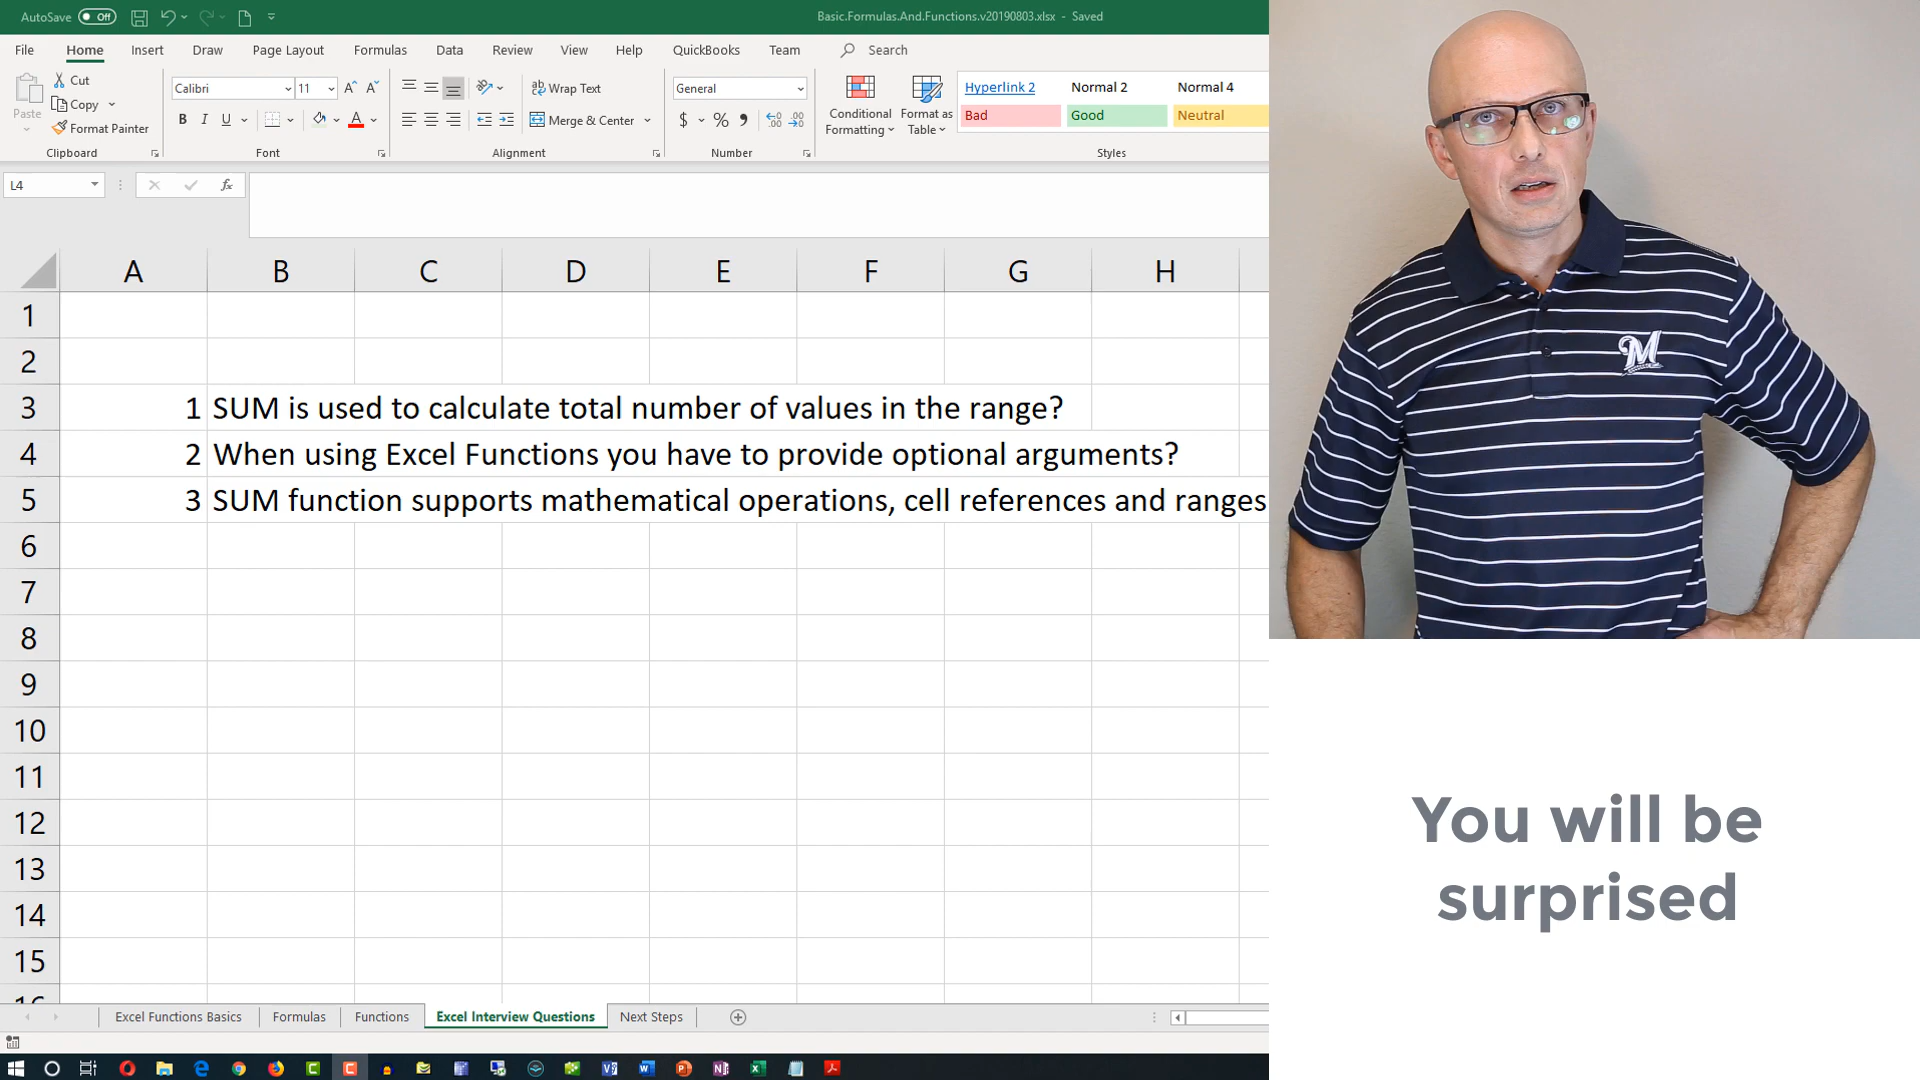 AutoSave Off
Basic.Formulas.And.Functions.v20190803.xlsx - Saved
File Home Insert Draw Page Layout Formulas Data Review View Help QuickBooks Team Search
Cut
Copy
Format Painter
Paste
Clipboard
Calibri 11
B I U
Font
Wrap Text
Merge & Center
Alignment
General
$ % ,
Number
Conditional Formatting
Format as Table
Hyperlink 2 Normal 2 Normal 4
Bad Good Neutral
Styles
L4
fx
A B C D E F G H
1
2
3 1 SUM is used to calculate total number of values in the range?
4 2 When using Excel Functions you have to provide optional arguments?
5 3 SUM function supports mathematical operations, cell references and ranges
6
7
8
9
10
11
12
13
14
15
16
Excel Functions Basics Formulas Functions Excel Interview Questions Next Steps
M
You will be
surprised